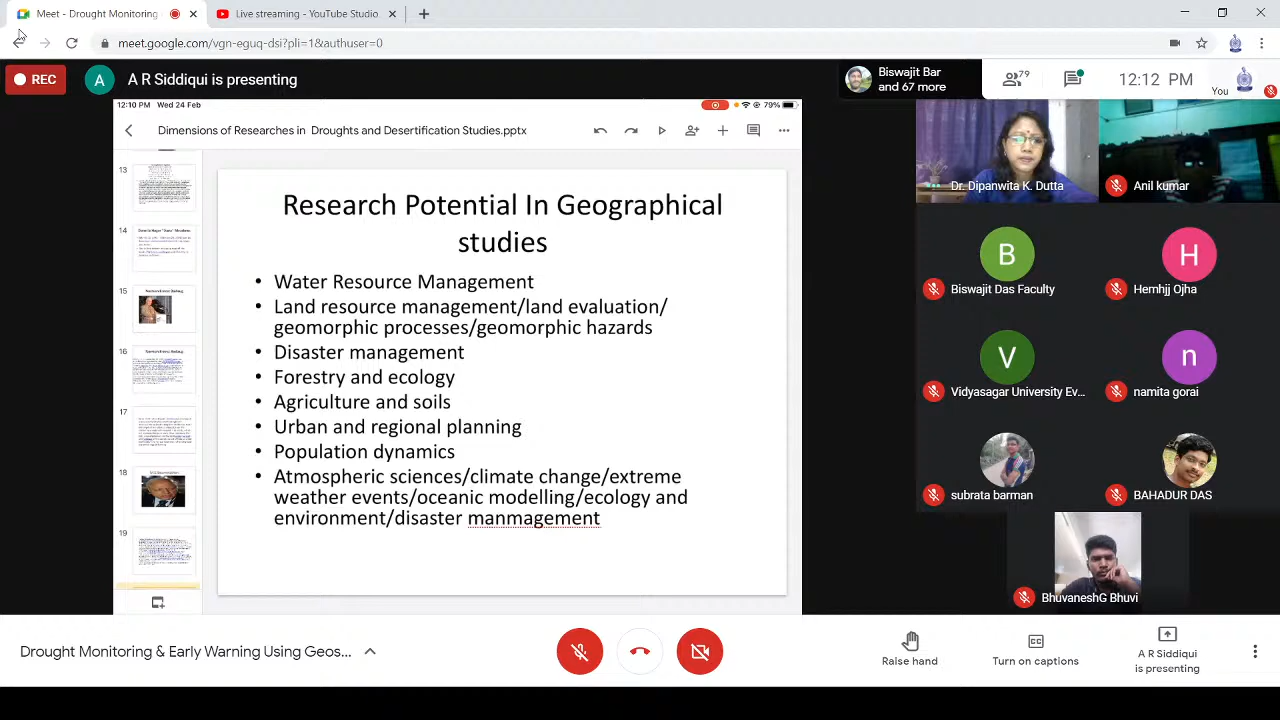 Meet - Drought Monitoring
Live streaming - YouTube Studio
meet.google.com/vgn-eguq-dsi?pli=1&authuser=0
REC
A
A R Siddiqui is presenting
Biswajit Bar
and 67 more
79
12:12 PM
You
12:10 PM Wed 24 Feb
79%
Dimensions of Researches in Droughts and Desertification Studies.pptx
13
14
15
16
17
18
19
Research Potential In Geographical
studies
• Water Resource Management
• Land resource management/land evaluation/
geomorphic processes/geomorphic hazards
• Disaster management
• Forestry and ecology
• Agriculture and soils
• Urban and regional planning
• Population dynamics
• Atmospheric sciences/climate change/extreme
weather events/oceanic modelling/ecology and
environment/disaster manmagement
Dr. Dipanwita K. Dutta
Anil kumar
B
Biswajit Das Faculty
H
Hemhjj Ojha
V
Vidyasagar University Ev...
n
namita gorai
subrata barman
BAHADUR DAS
BhuvaneshG Bhuvi
Drought Monitoring & Early Warning Using Geos...
Raise hand
Turn on captions
A R Siddiqui
is presenting